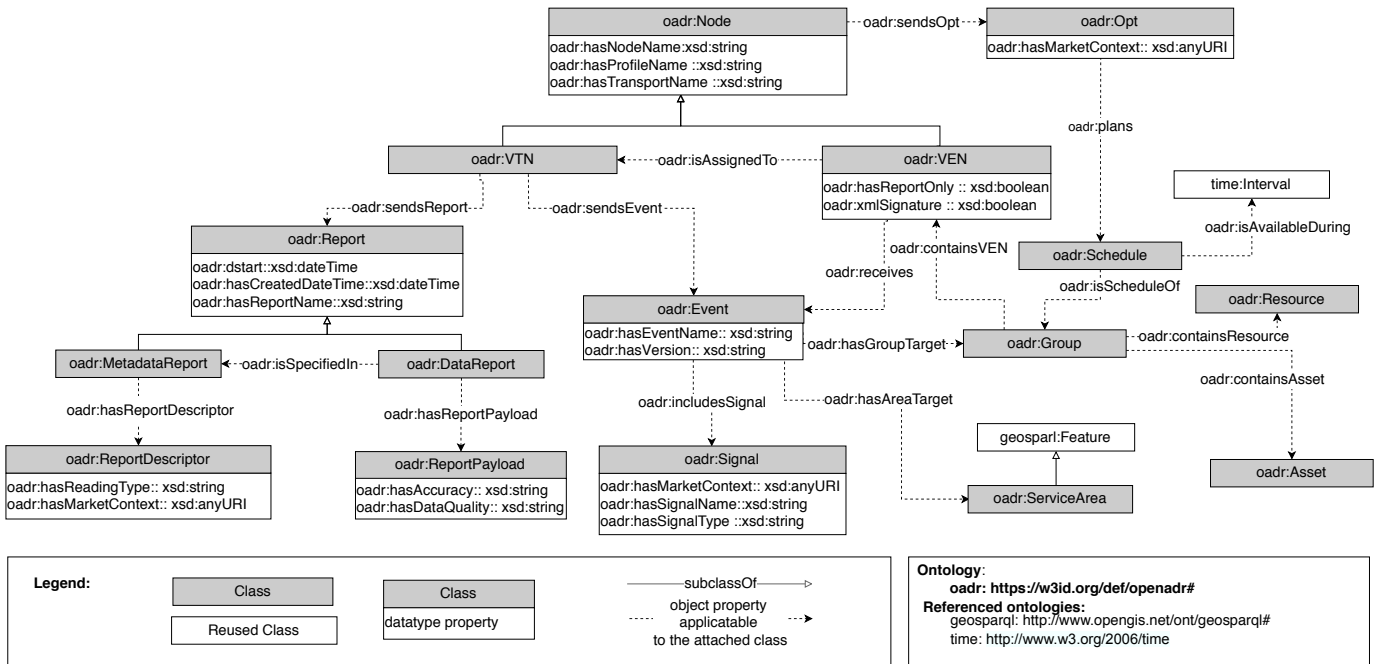 oadr:Node
oadr:hasNodeName:xsd:string
oadr:hasProfileName ::xsd:string
oadr:hasTransportName ::xsd:string
oadr:sendsOpt
oadr:Opt
oadr:hasMarketContext:: xsd:anyURI
oadr:plans
oadr:VTN
oadr:isAssignedTo
oadr:VEN
oadr:hasReportOnly :: xsd:boolean
oadr:xmlSignature :: xsd:boolean
time:Interval
oadr:isAvailableDuring
oadr:sendsReport
oadr:sendsEvent
oadr:containsVEN
oadr:receives
oadr:Schedule
oadr:isScheduleOf
oadr:Report
oadr:dstart::xsd:dateTime
oadr:hasCreatedDateTime::xsd:dateTime
oadr:hasReportName::xsd:string
oadr:Event
oadr:hasEventName:: xsd:string
oadr:hasVersion:: xsd:string
oadr:hasGroupTarget
oadr:Group
oadr:Resource
oadr:containsResource
oadr:containsAsset
oadr:MetadataReport
oadr:isSpecifiedIn
oadr:DataReport
oadr:hasReportDescriptor
oadr:hasReportPayload
oadr:includesSignal
oadr:hasAreaTarget
geosparl:Feature
oadr:ReportDescriptor
oadr:hasReadingType:: xsd:string
oadr:hasMarketContext:: xsd:anyURI
oadr:ReportPayload
oadr:hasAccuracy:: xsd:string
oadr:hasDataQuality:: xsd:string
oadr:Signal
oadr:hasMarketContext:: xsd:anyURI
oadr:hasSignalName::xsd:string
oadr:hasSignalType ::xsd:string
oadr:ServiceArea
oadr:Asset
Legend:
Class
Reused Class
Class
datatype property
subclassOf
object property
applicatable
to the attached class
Ontology:
oadr: https://w3id.org/def/openadr#
Referenced ontologies:
geosparql: http://www.opengis.net/ont/geosparql#
time: http://www.w3.org/2006/time